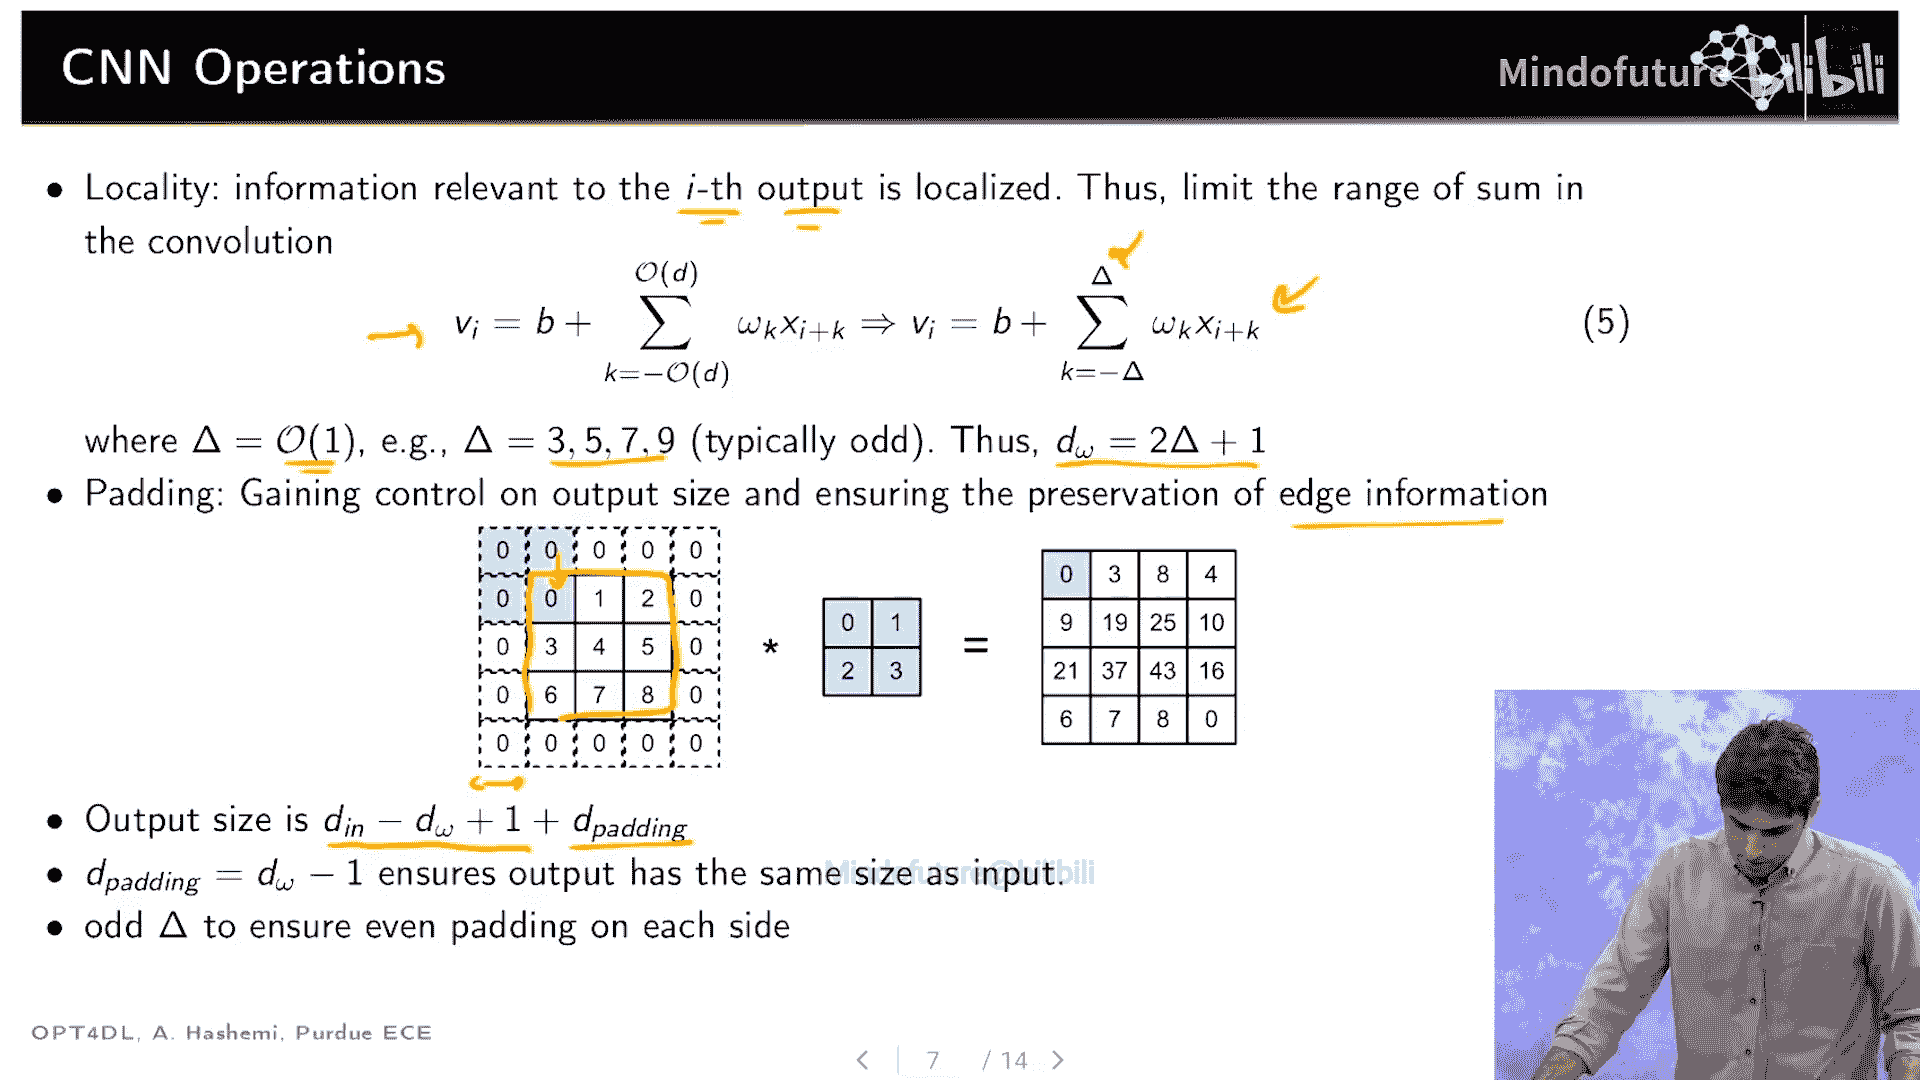 CNN Operations
Mindofuture
bilibili
• Locality: information relevant to the i-th output is localized. Thus, limit the range of sum in
the convolution
v_i = b + ∑_{k=−𝒪(d)}^{𝒪(d)} ω_k x_{i+k} ⇒ v_i = b + ∑_{k=−Δ}^{Δ} ω_k x_{i+k} (5)
where Δ = 𝒪(1), e.g., Δ = 3, 5, 7, 9 (typically odd). Thus, d_ω = 2Δ + 1
• Padding: Gaining control on output size and ensuring the preservation of edge information
0 0 0 0 0
0 0 1 2 0
0 3 4 5 0
0 6 7 8 0
0 0 0 0 0
*
0 1
2 3
=
0 3 8 4
9 19 25 10
21 37 43 16
6 7 8 0
• Output size is d_in − d_ω + 1 + d_padding
• d_padding = d_ω − 1 ensures output has the same size as input.
Mindofuture@bilibili
• odd Δ to ensure even padding on each side
OPT4DL, A. Hashemi, Purdue ECE
< 7 / 14 >